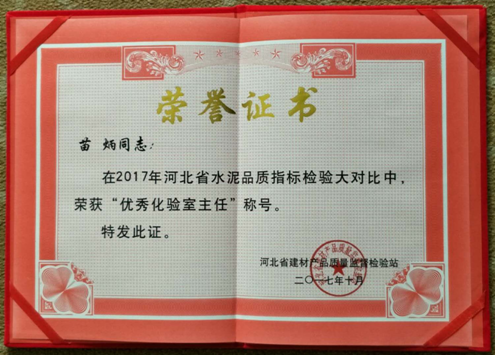 荣誉证书
苗 炳同志：
在2017年河北省水泥品质指标检验大对比中，
荣获“优秀化验室主任”称号。
特发此证。
河北省建材产品质量监督检验站
二〇一七年十月